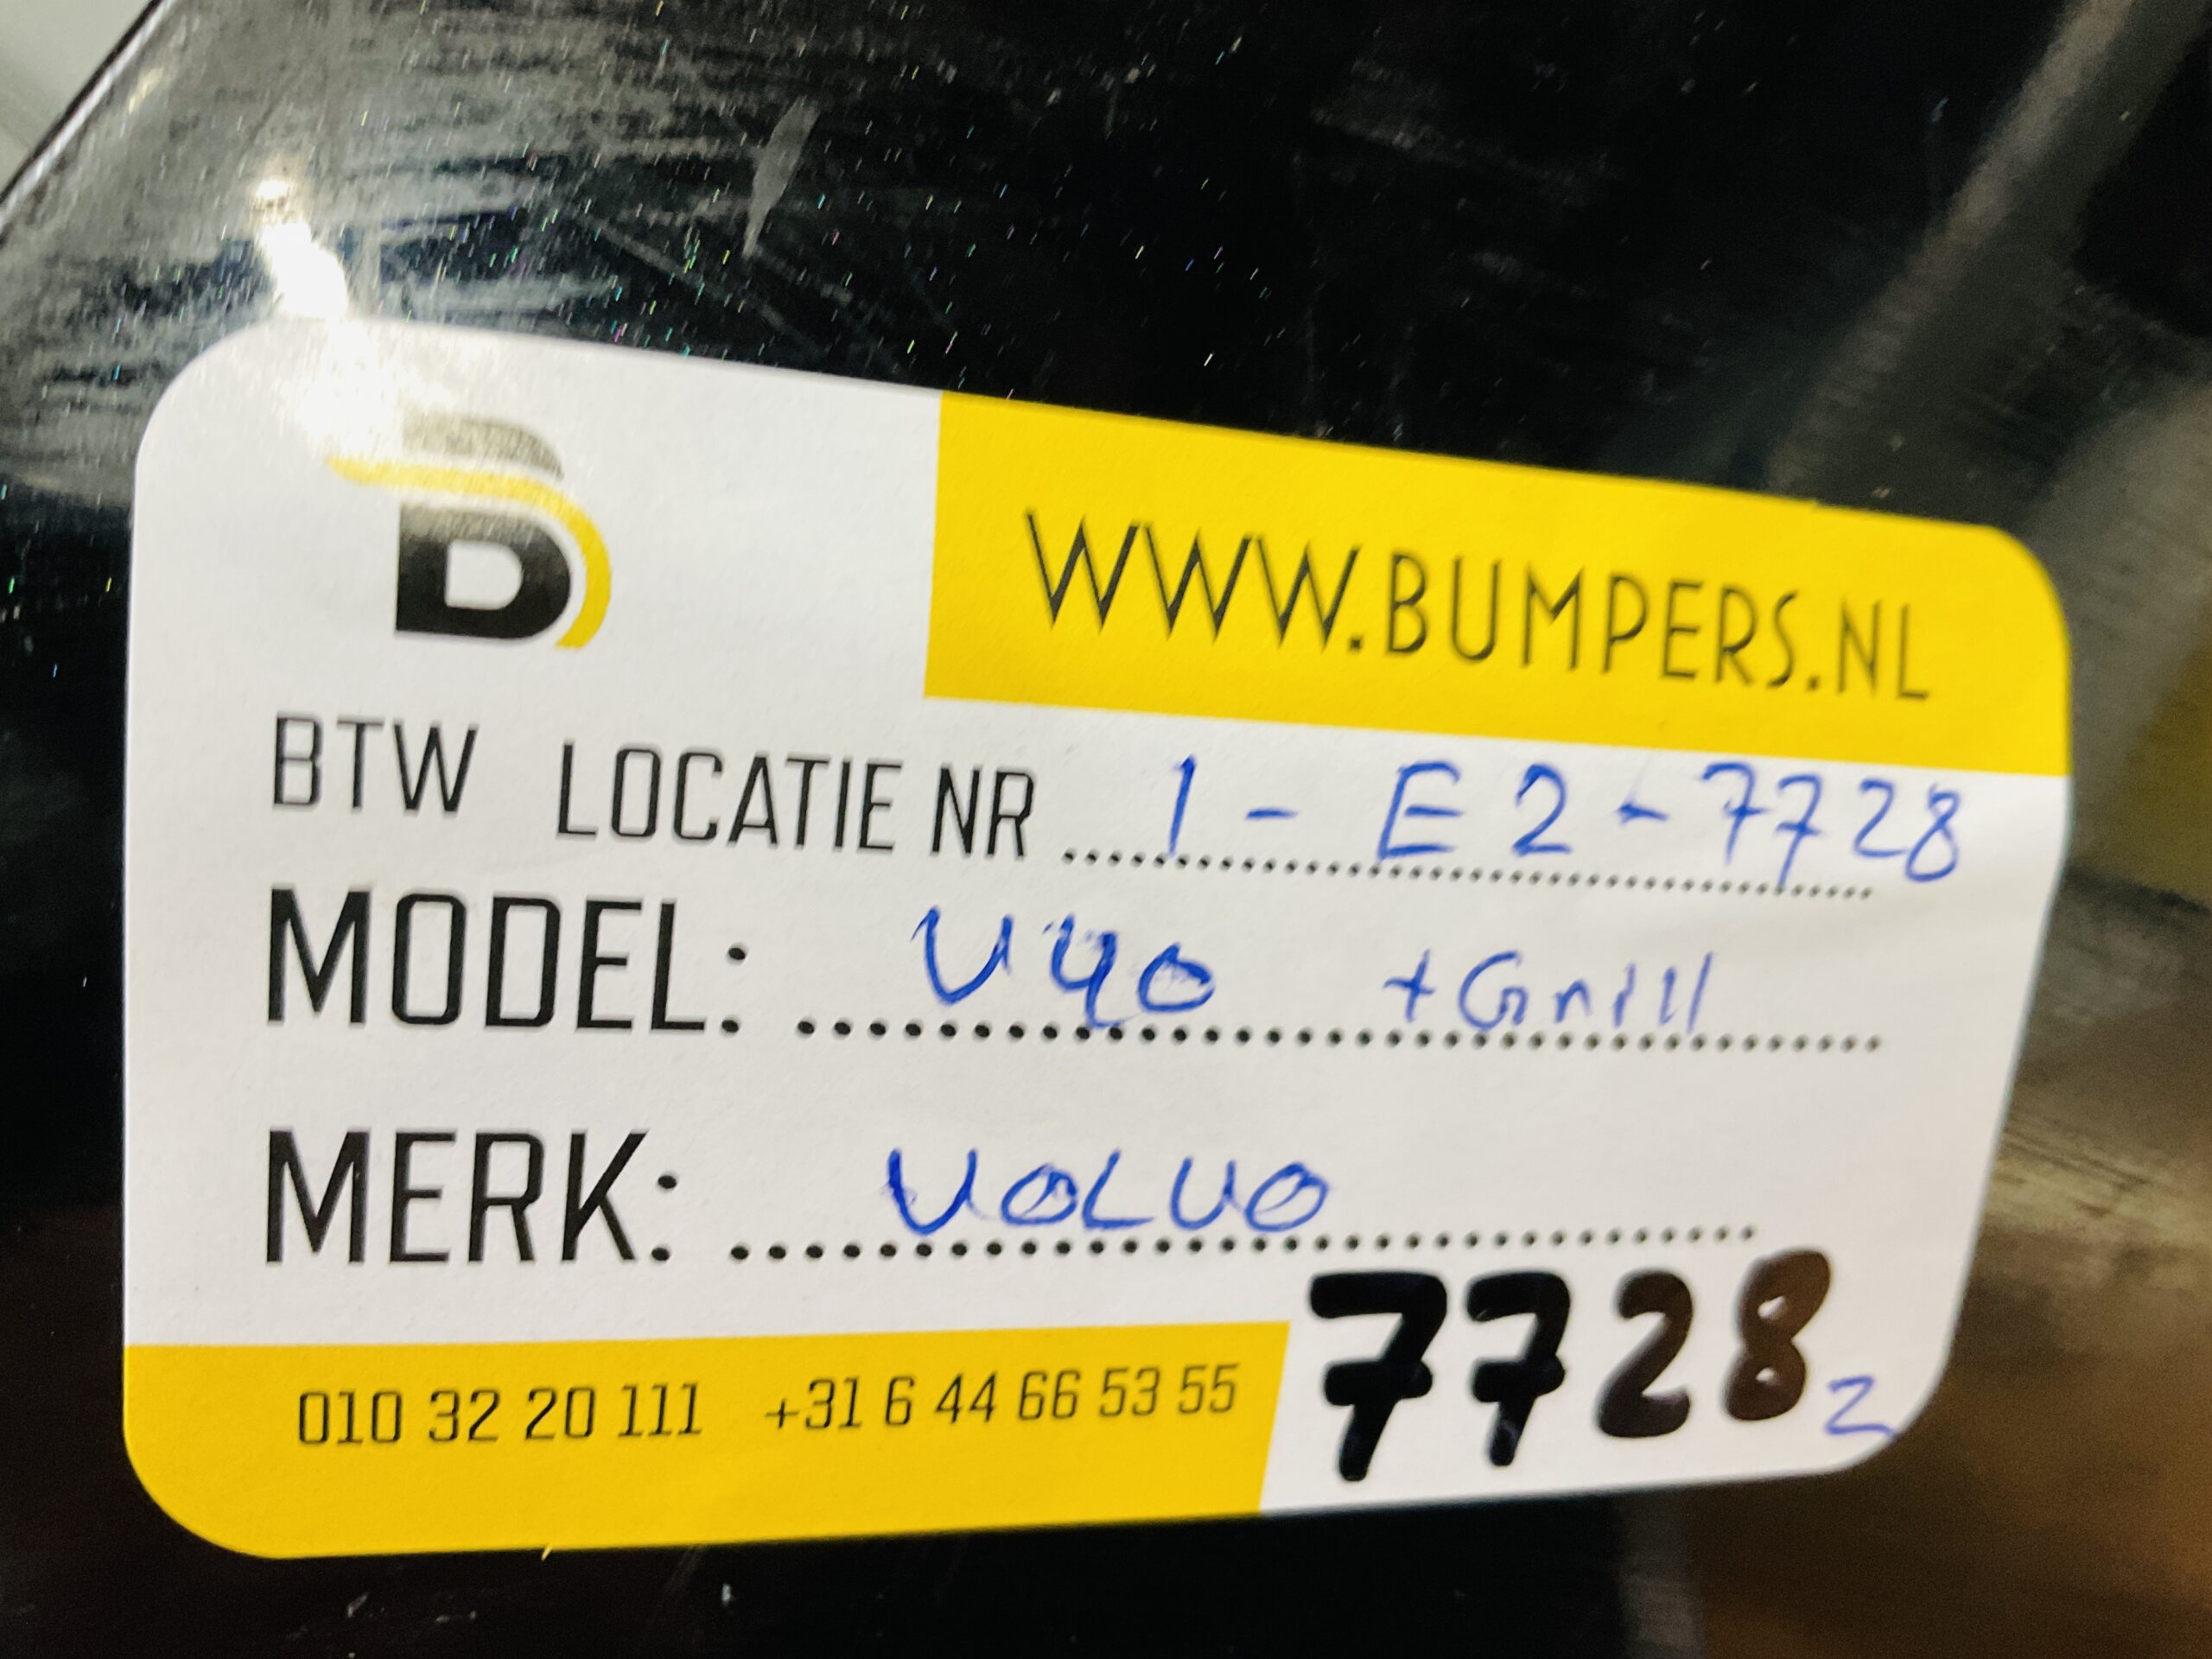 B
WWW.BUMPERS.NL
BTW LOCATIE NR 1 - E2 - 7728
MODEL: V40 + Grill
MERK: VOLVO
7728 2
010 32 20 111 +31 6 44 66 53 55